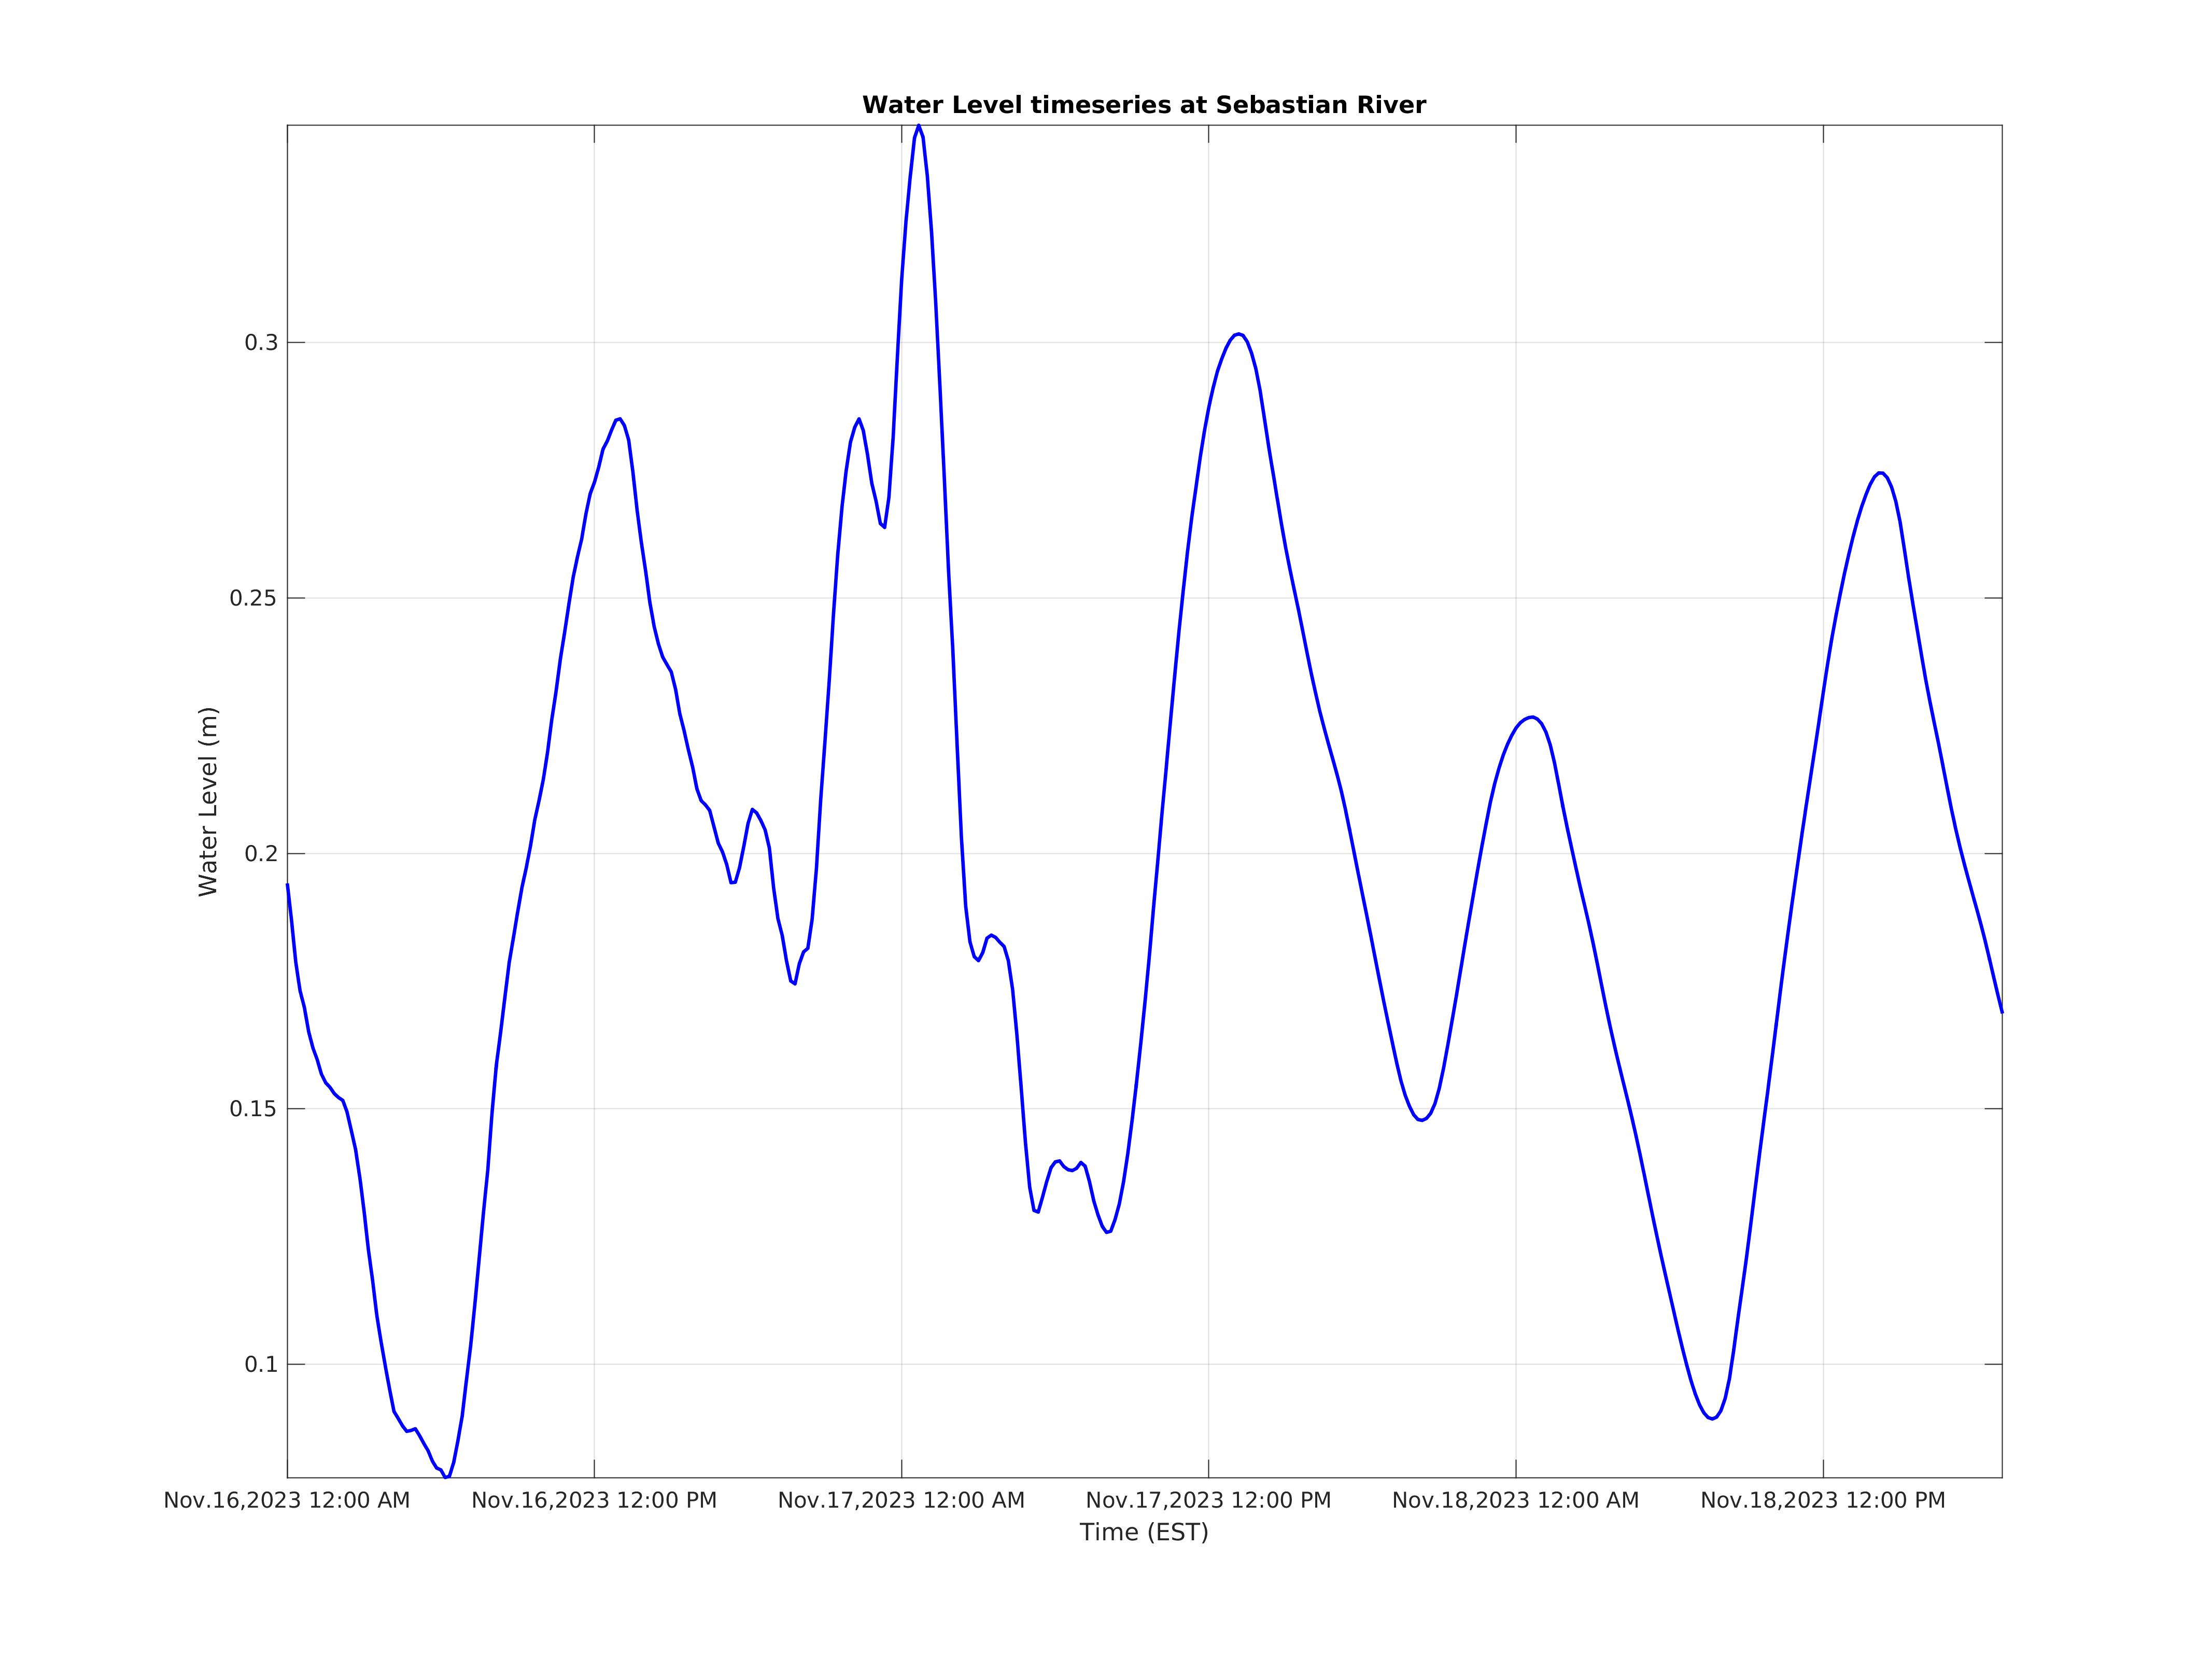 Water Level timeseries at Sebastian River
0.3
0.25
0.2
0.15
0.1
Water Level (m)
Nov.16,2023 12:00 AM
Nov.16,2023 12:00 PM
Nov.17,2023 12:00 AM
Nov.17,2023 12:00 PM
Nov.18,2023 12:00 AM
Nov.18,2023 12:00 PM
Time (EST)